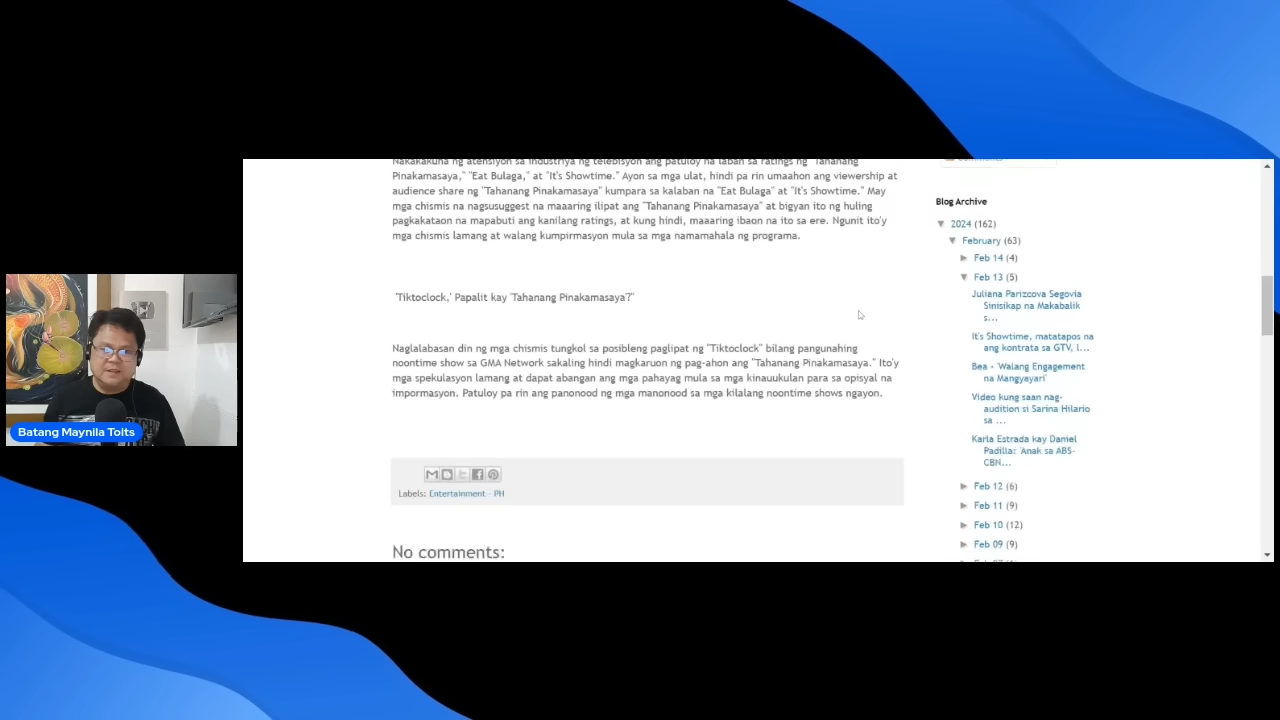 Nakakakuha ng atensiyon sa industriya ng telebisyon ang patuloy na laban sa ratings ng "Tahanang
Pinakamasaya," "Eat Bulaga," at "It's Showtime." Ayon sa mga ulat, hindi pa rin umaahon ang viewership at
audience share ng "Tahanang Pinakamasaya" kumpara sa kalaban na "Eat Bulaga" at "It's Showtime." May
mga chismis na nagsusuggest na maaaring ilipat ang "Tahanang Pinakamasaya" at bigyan ito ng huling
pagkakataon na mapabuti ang kanilang ratings, at kung hindi, maaaring ibaon na ito sa ere. Ngunit ito'y
mga chismis lamang at walang kumpirmasyon mula sa mga namamahala ng programa.
'Tiktoclock,' Papalit kay 'Tahanang Pinakamasaya'?"
Naglalabasan din ng mga chismis tungkol sa posibleng paglipat ng "Tiktoclock" bilang pangunahing
noontime show sa GMA Network sakaling hindi magkaroon ng pag-ahon ang "Tahanang Pinakamasaya." Ito'y
mga spekulasyon lamang at dapat abangan ang mga pahayag mula sa mga kinauukulan para sa opisyal na
impormasyon. Patuloy pa rin ang panonood ng mga manonood sa mga kilalang noontime shows ngayon.
Labels: Entertainment - PH
No comments:
Blog Archive
▼ 2024 (162)
▼ February (63)
► Feb 14 (4)
▼ Feb 13 (5)
Juliana Parizcova Segovia
Sinisikap na Makabalik
s...
It's Showtime, matatapos na
ang kontrata sa GTV, I...
Bea - 'Walang Engagement
na Mangyayari'
Video kung saan nag-
audition si Sarina Hilario
sa ...
Karla Estrada kay Daniel
Padilla: 'Anak sa ABS-
CBN...
► Feb 12 (6)
► Feb 11 (9)
► Feb 10 (12)
► Feb 09 (9)
Batang Maynila Toits